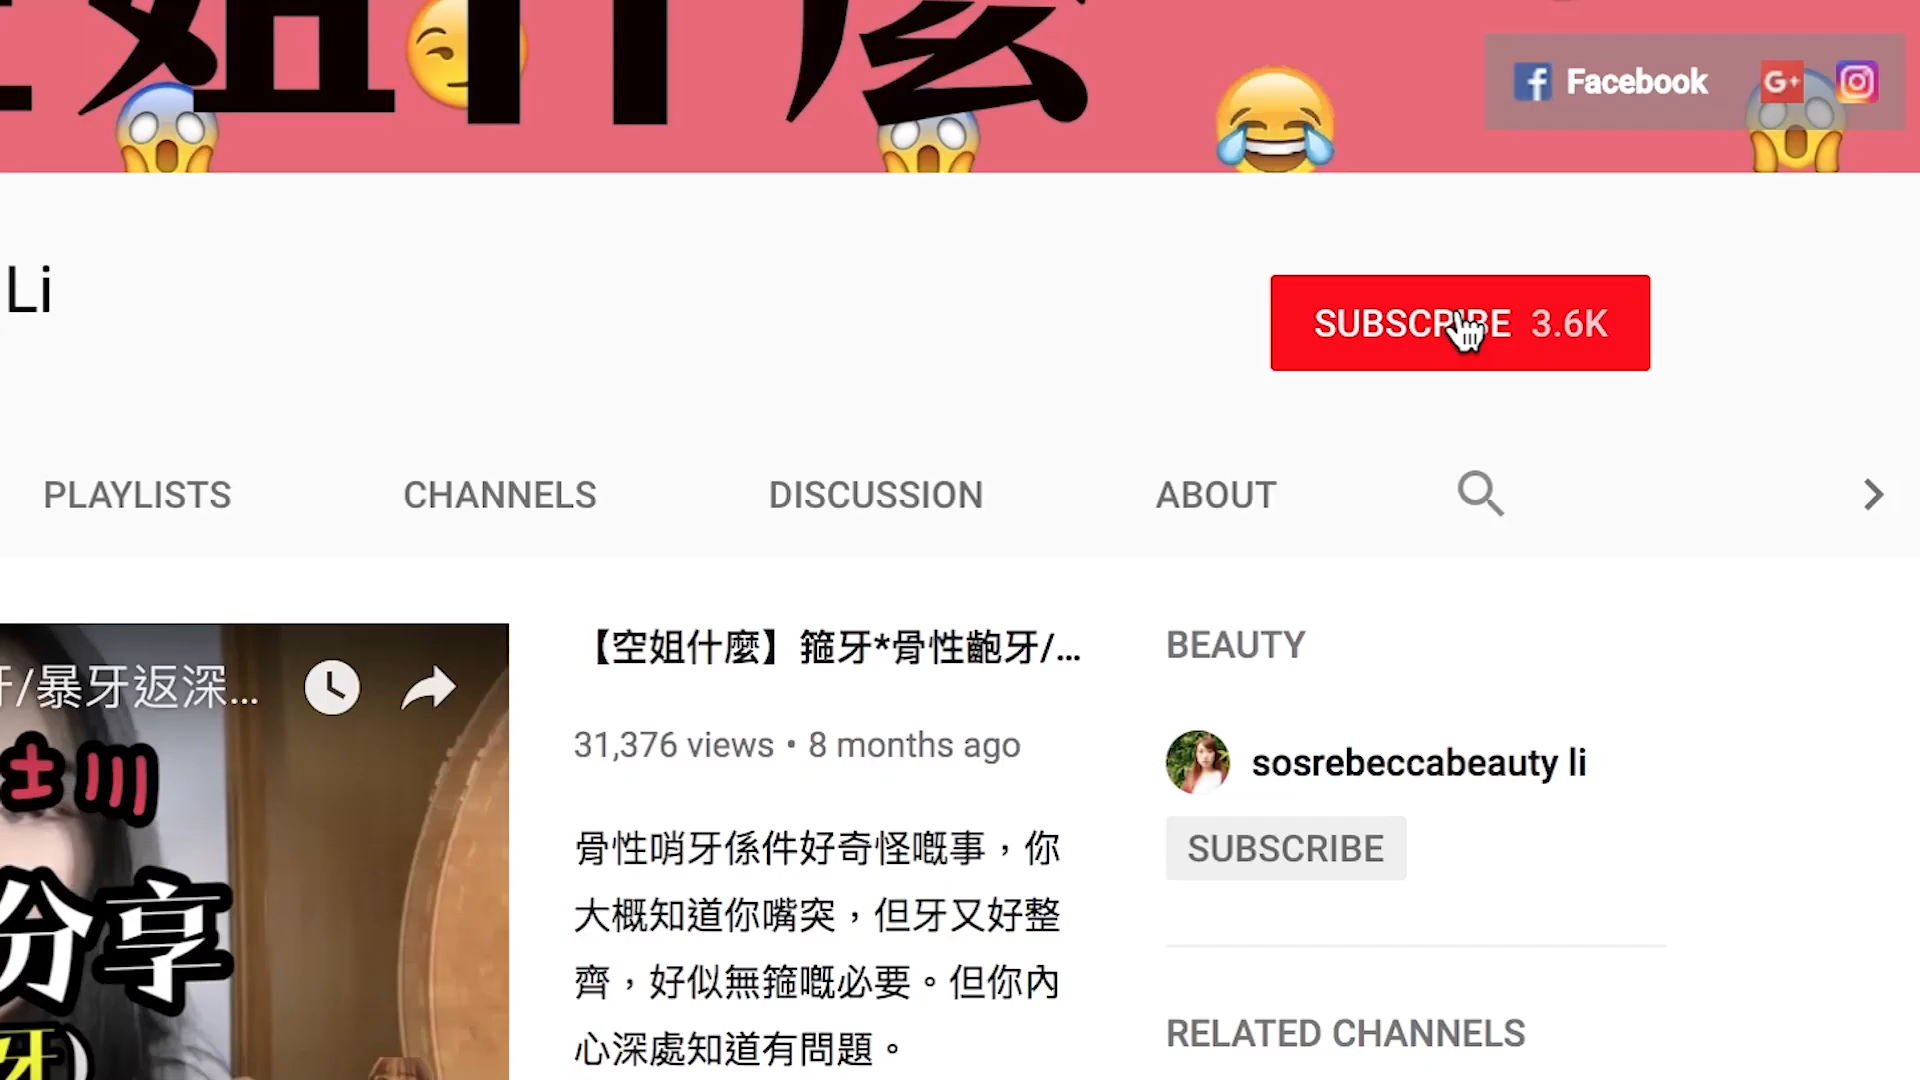 姐什麼
Facebook
Li
SUBSCRIBE 3.6K
PLAYLISTS CHANNELS DISCUSSION ABOUT
/暴牙返深...
分享
牙)
【空姐什麼】箍牙*骨性齙牙/...
31,376 views • 8 months ago
骨性哨牙係件好奇怪嘅事，你
大概知道你嘴突，但牙又好整
齊，好似無箍嘅必要。但你內
心深處知道有問題。
BEAUTY
sosrebeccabeauty li
SUBSCRIBE
RELATED CHANNELS